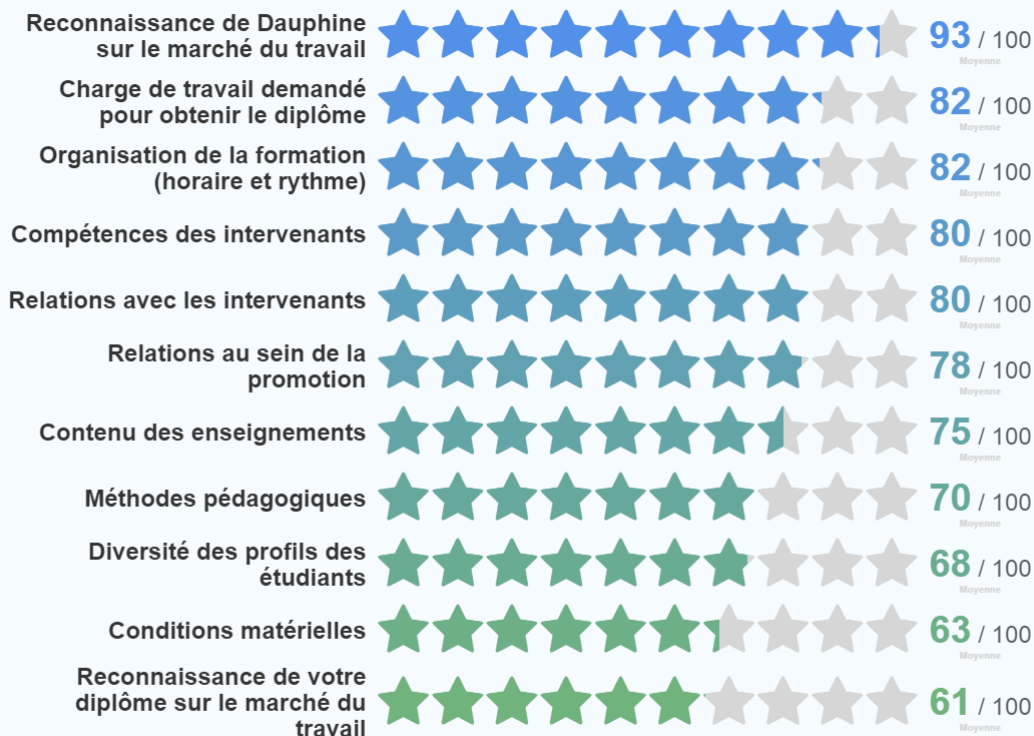 Reconnaissance de Dauphine
sur le marché du travail
93 / 100
Moyenne
Charge de travail demandé
pour obtenir le diplôme
82 / 100
Moyenne
Organisation de la formation
(horaire et rythme)
82 / 100
Moyenne
Compétences des intervenants
80 / 100
Moyenne
Relations avec les intervenants
80 / 100
Moyenne
Relations au sein de la
promotion
78 / 100
Moyenne
Contenu des enseignements
75 / 100
Moyenne
Méthodes pédagogiques
70 / 100
Moyenne
Diversité des profils des
étudiants
68 / 100
Moyenne
Conditions matérielles
63 / 100
Moyenne
Reconnaissance de votre
diplôme sur le marché du
travail
61 / 100
Moyenne